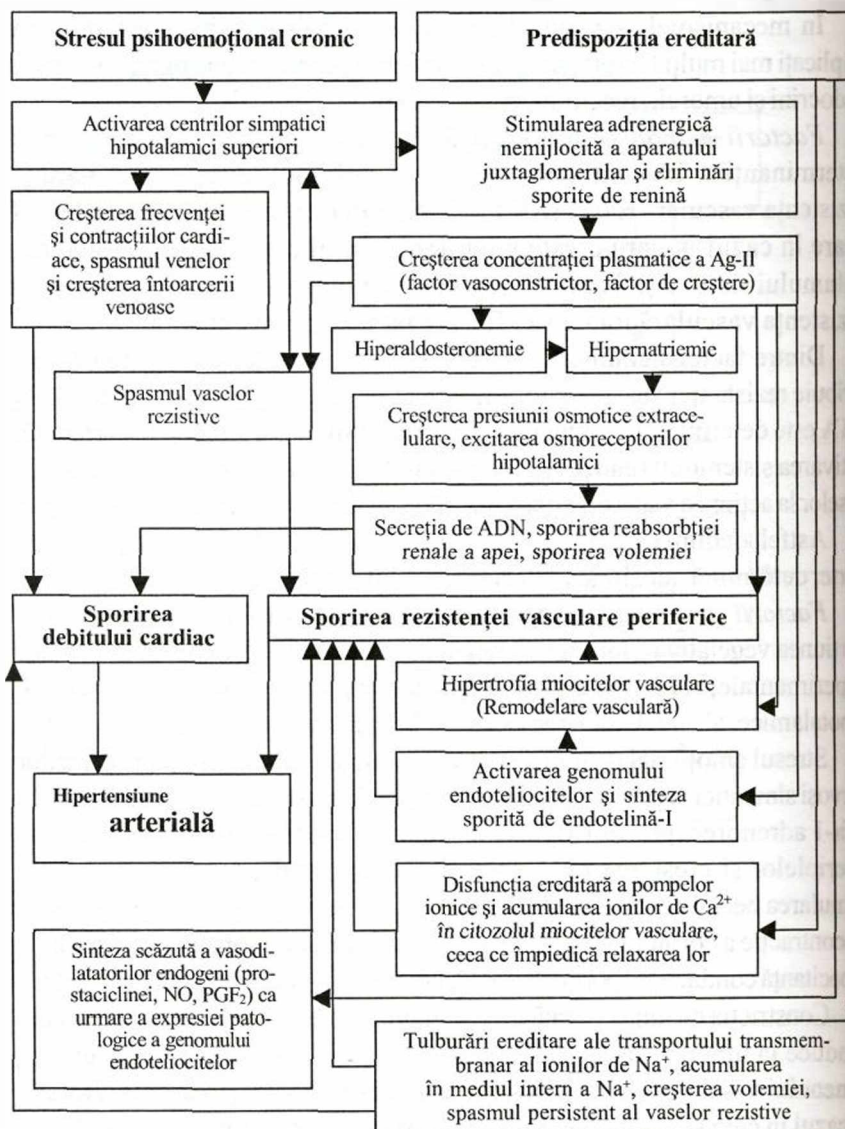 Stresul psihoemoțional cronic
Predispoziția ereditară
Activarea centrilor simpatici
hipotalamici superiori
Stimularea adrenergică
nemijlocită a aparatului
juxtaglomerular și eliminări
sporite de renină
Creșterea frecvenței
și contracțiilor cardi-
ace, spasmul venelor
și creșterea întoarcerii
venoase
Creșterea concentrației plasmatice a Ag-II
(factor vasoconstrictor, factor de creștere)
Hiperaldosteronemie
Hipernatriemie
Spasmul vaselor
rezistive
Creșterea presiunii osmotice extrace-
lulare, excitarea osmoreceptorilor
hipotalamici
Secreția de ADN, sporirea reabsorbției
renale a apei, sporirea volemiei
Sporirea
debitului cardiac
Sporirea rezistenței vasculare periferice
Hipertrofia miocitelor vasculare
(Remodelare vasculară)
Hipertensiune
arterială
Activarea genomului
endoteliocitelor și sinteza
sporită de endotelină-I
Disfuncția ereditară a pompelor
ionice și acumularea ionilor de Ca²⁺
în citozolul miocitelor vasculare,
ceea ce împiedică relaxarea lor
Sinteza scăzută a vasodi-
latatorilor endogeni (pro-
staciclinei, NO, PGF₂) ca
urmare a expresiei pato-
logice a genomului
endoteliocitelor
Tulburări ereditare ale transportului transmem-
branar al ionilor de Na⁺, acumularea
în mediul intern a Na⁺, creșterea volemiei,
spasmul persistent al vaselor rezistive